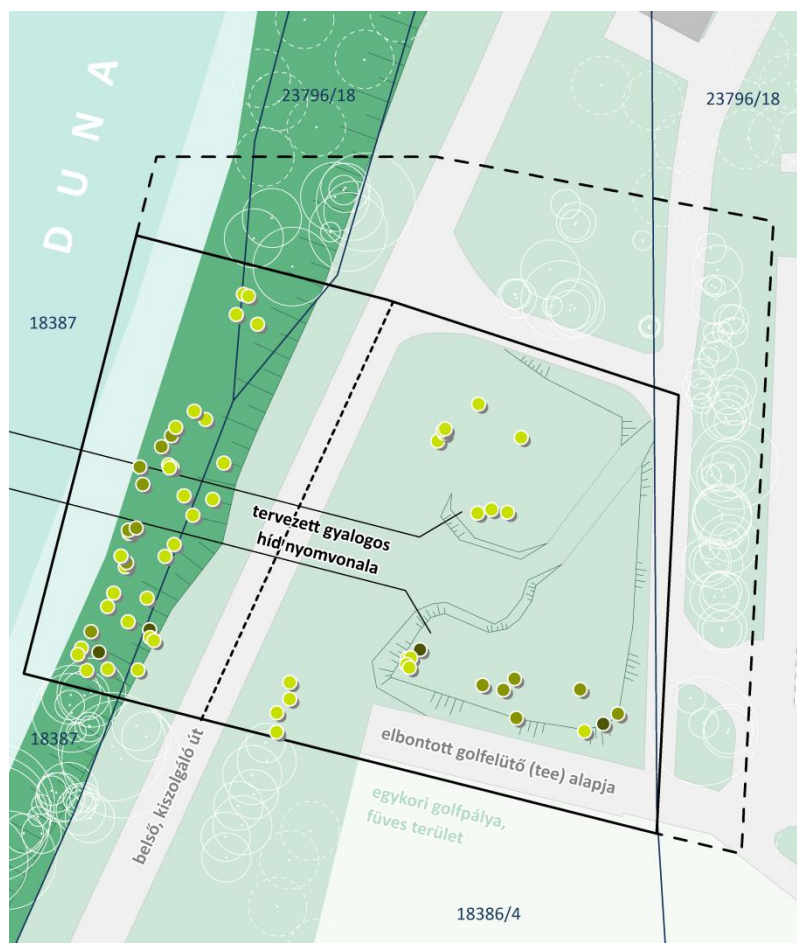 23796/18
23796/18
DUNA
18387
tervezett gyalogos
híd nyomvonala
18387
belső, kiszolgáló út
elbontott golfelütő (tee) alapja
egykori golfpálya,
füves terület
18386/4